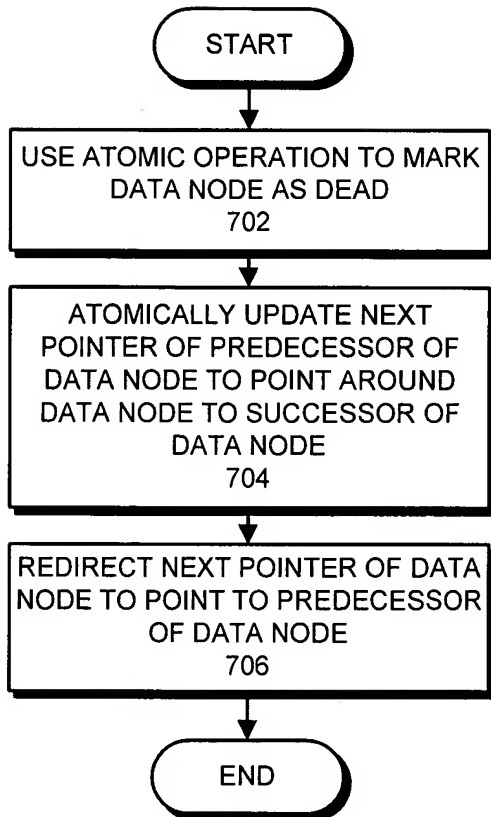 START
USE ATOMIC OPERATION TO MARK
DATA NODE AS DEAD
702
ATOMICALLY UPDATE NEXT
POINTER OF PREDECESSOR OF
DATA NODE TO POINT AROUND
DATA NODE TO SUCCESSOR OF
DATA NODE
704
REDIRECT NEXT POINTER OF DATA
NODE TO POINT TO PREDECESSOR
OF DATA NODE
706
END